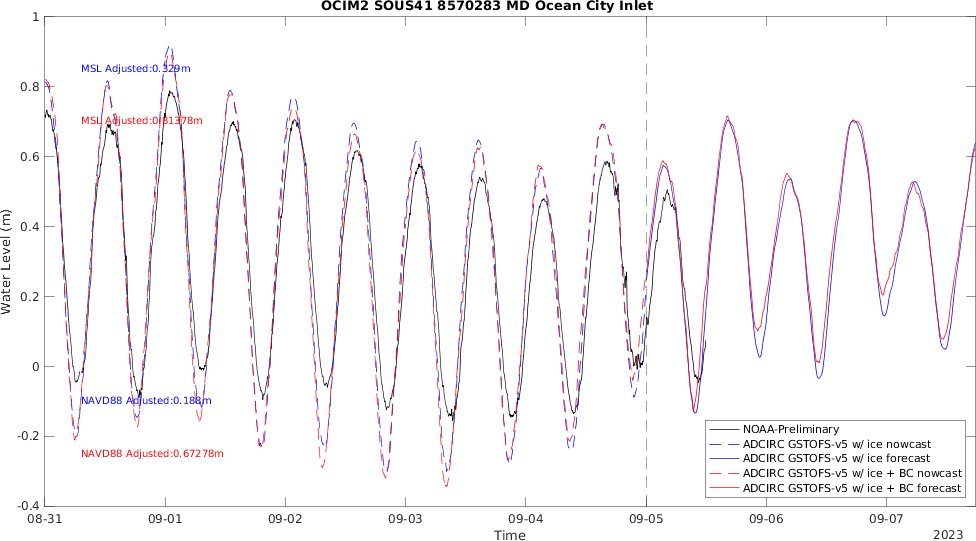 OCIM2 SOUS41 8570283 MD Ocean City Inlet
1
0.8
0.6
0.4
0.2
0
-0.2
-0.4
Water Level (m)
MSL Adjusted:0.329m
MSL Adjusted:0.81378m
NAVD88 Adjusted:0.188m
NAVD88 Adjusted:0.67278m
NOAA-Preliminary
ADCIRC GSTOFS-v5 w/ ice nowcast
ADCIRC GSTOFS-v5 w/ ice forecast
ADCIRC GSTOFS-v5 w/ ice + BC nowcast
ADCIRC GSTOFS-v5 w/ ice + BC forecast
08-31 09-01 09-02 09-03 09-04 09-05 09-06 09-07
Time
2023